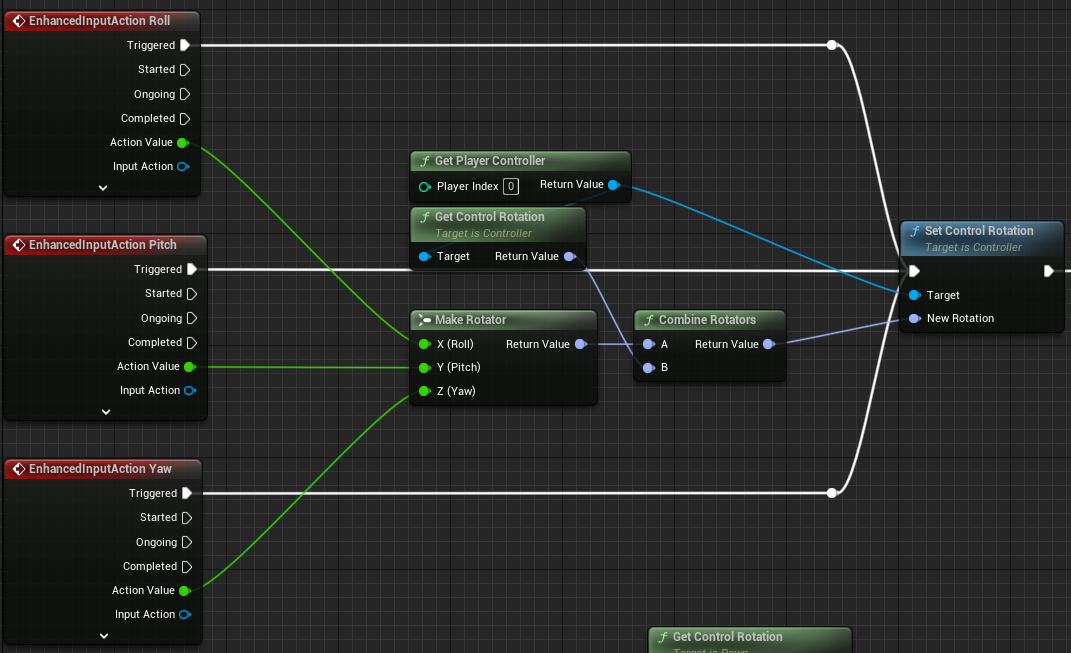 EnhancedInputAction Roll
Triggered
Started
Ongoing
Completed
Action Value
Input Action
Get Player Controller
Player Index 0 Return Value
Get Control Rotation
Target is Controller
Target Return Value
Set Control Rotation
Target is Controller
Target
New Rotation
EnhancedInputAction Pitch
Triggered
Started
Ongoing
Completed
Action Value
Input Action
Make Rotator
X (Roll) Return Value
Y (Pitch)
Z (Yaw)
Combine Rotators
A Return Value
B
EnhancedInputAction Yaw
Triggered
Started
Ongoing
Completed
Action Value
Input Action
Get Control Rotation
Target is Pawn